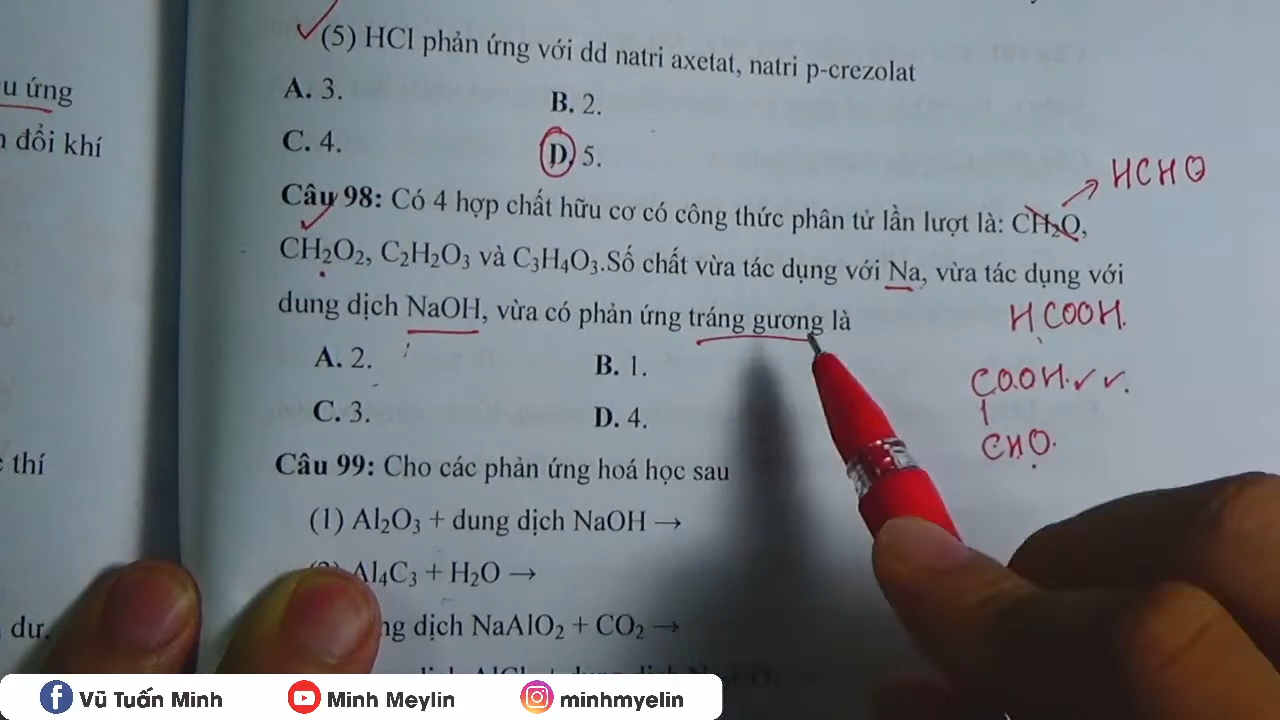 (5) HCl phản ứng với dd natri axetat, natri p-crezolat
u ứng
A. 3.
B. 2.
đổi khí
C. 4.
D. 5.
HCHO
Câu 98: Có 4 hợp chất hữu cơ có công thức phân tử lần lượt là: CH₂O,
CH₂O₂, C₂H₂O₃ và C₃H₄O₃.Số chất vừa tác dụng với Na, vừa tác dụng với
dung dịch NaOH, vừa có phản ứng tráng gương là
HCOOH.
A. 2.
B. 1.
COOH.
C. 3.
D. 4.
CHO.
thí
Câu 99: Cho các phản ứng hoá học sau
(1) Al₂O₃ + dung dịch NaOH →
Al₄C₃ + H₂O →
dư.
dịch NaAlO₂ + CO₂ →
Vũ Tuấn Minh
Minh Meylin
minhmyelin